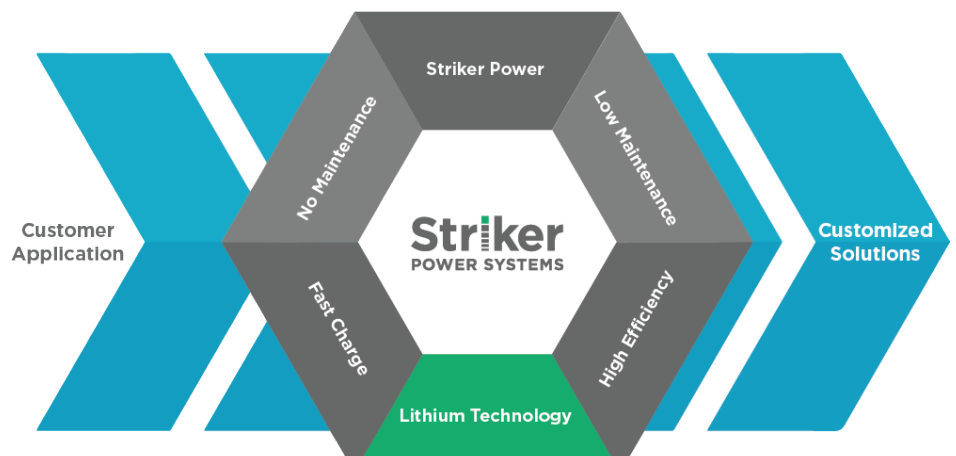 Striker Power
No Maintenance
Low Maintenance
Customer
Application
Striker
POWER SYSTEMS
Customized
Solutions
Fast Charge
High Efficiency
Lithium Technology